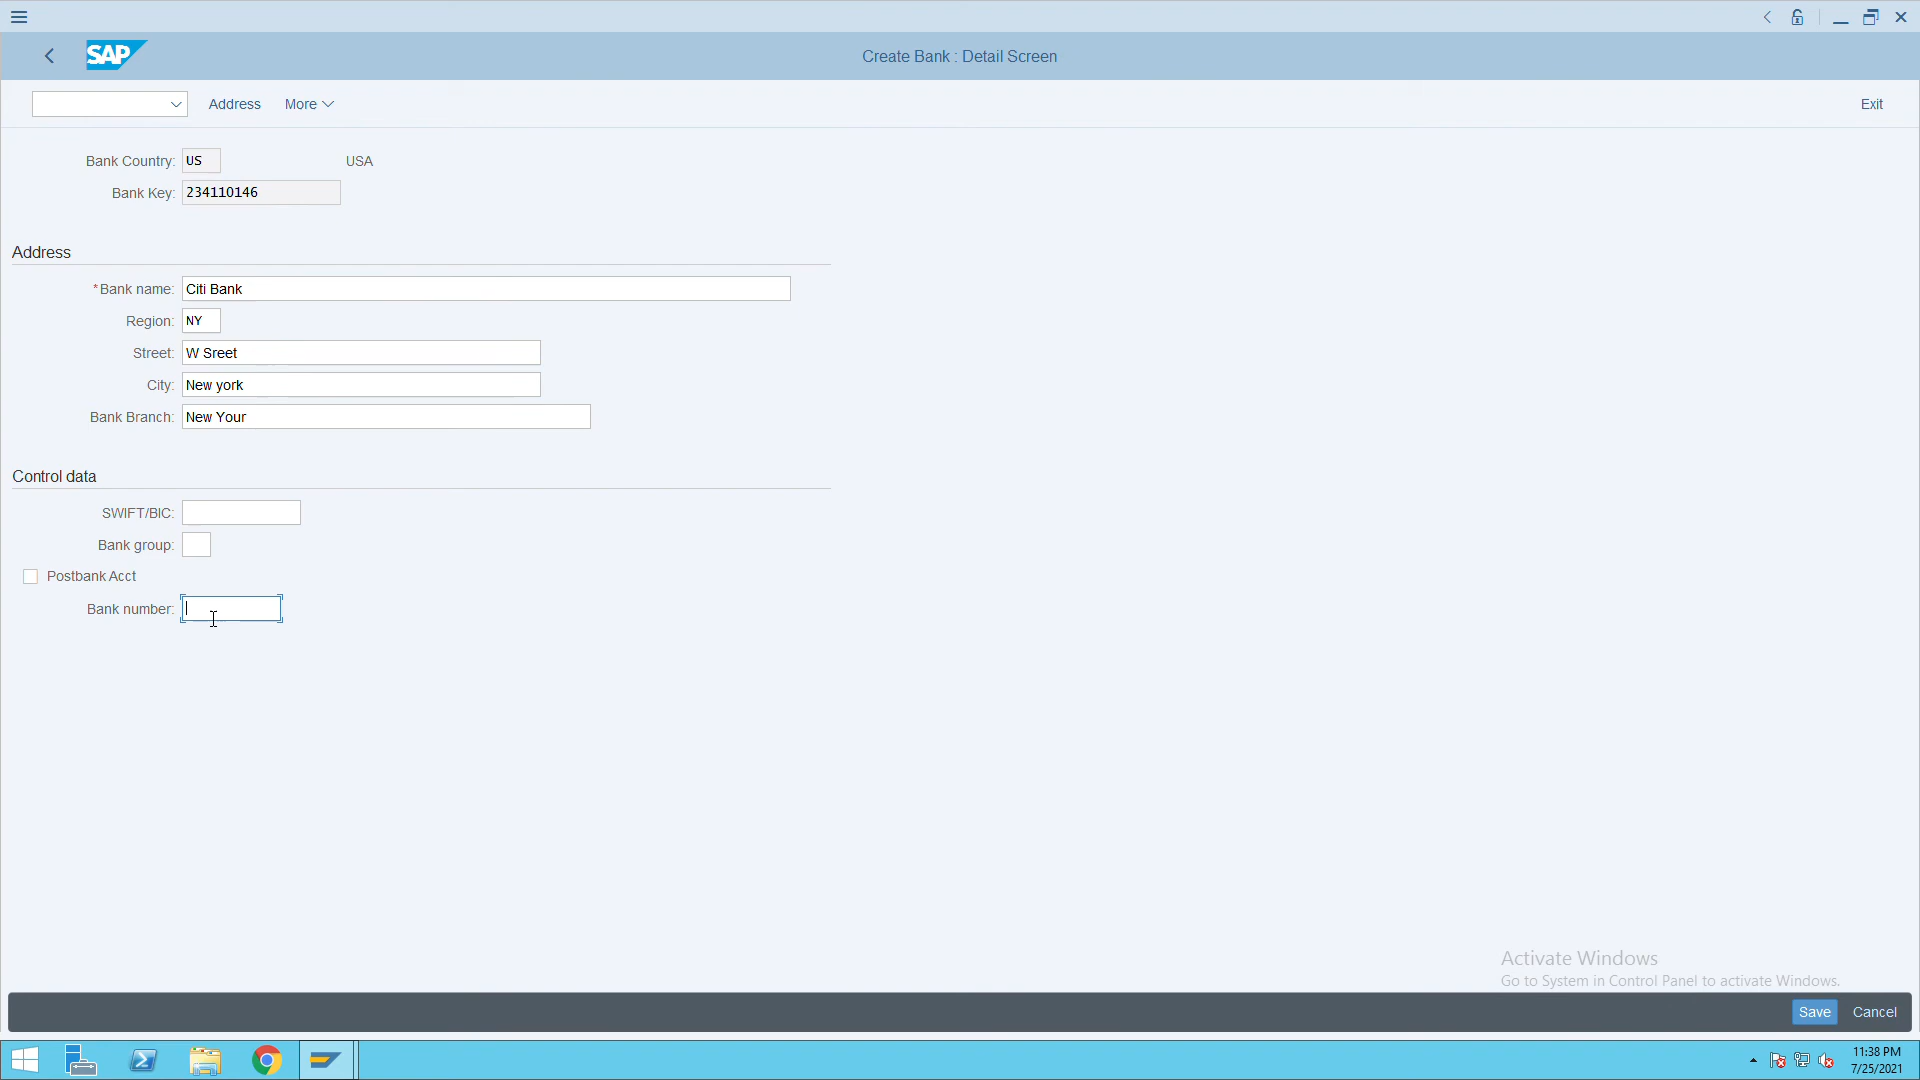 SAP
Create Bank : Detail Screen
Address
More
Exit
Bank Country: US USA
Bank Key: 234110146
Address
*Bank name: Citi Bank
Region: NY
Street: W Sreet
City: New york
Bank Branch: New Your
Control data
SWIFT/BIC:
Bank group:
Postbank Acct
Bank number:
Activate Windows
Go to System in Control Panel to activate Windows.
Save Cancel
11:38 PM
7/25/2021